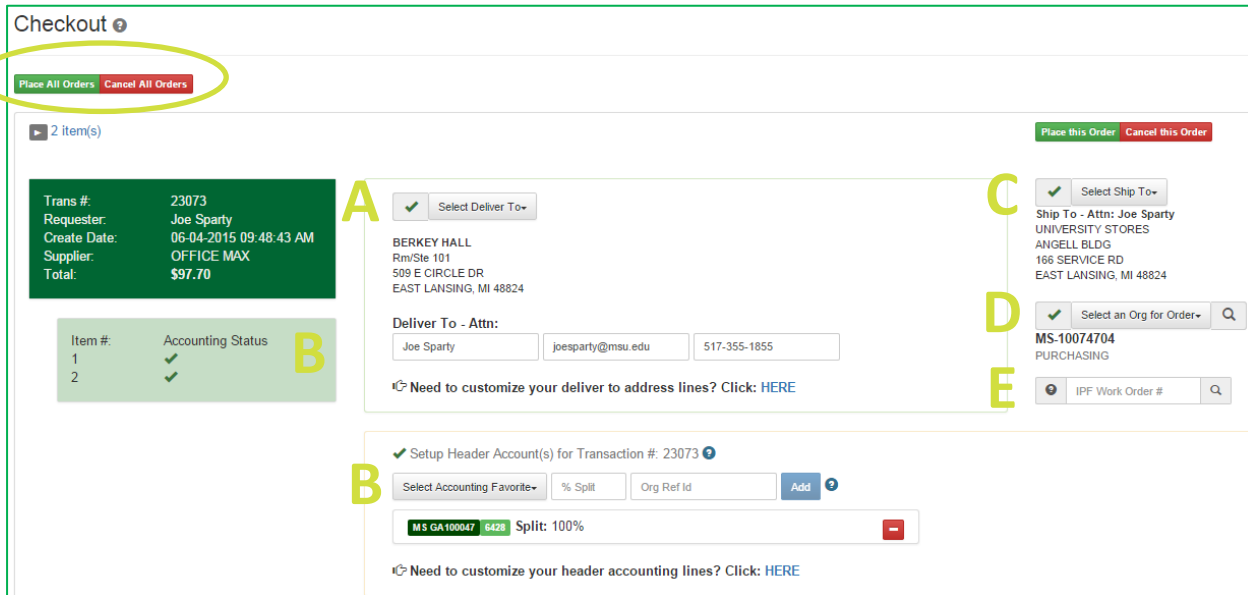 Checkout
Place All Orders Cancel All Orders
2 item(s)
Place this Order Cancel this Order
Trans #: 23073
Requester: Joe Sparty
Create Date: 06-04-2015 09:48:43 AM
Supplier: OFFICE MAX
Total: $97.70
B
Item #: Accounting Status
1
2
A
Select Deliver To
BERKEY HALL
Rm/Ste 101
509 E CIRCLE DR
EAST LANSING, MI 48824
Deliver To - Attn:
Joe Sparty joesparty@msu.edu 517-355-1855
Need to customize your deliver to address lines? Click: HERE
C
Select Ship To
Ship To - Attn: Joe Sparty
UNIVERSITY STORES
ANGELL BLDG
166 SERVICE RD
EAST LANSING, MI 48824
D
Select an Org for Order
MS-10074704
PURCHASING
E
IPF Work Order #
Setup Header Account(s) for Transaction #: 23073
B
Select Accounting Favorite % Split Org Ref Id Add
MS GA100047 6428 Split: 100%
Need to customize your header accounting lines? Click: HERE